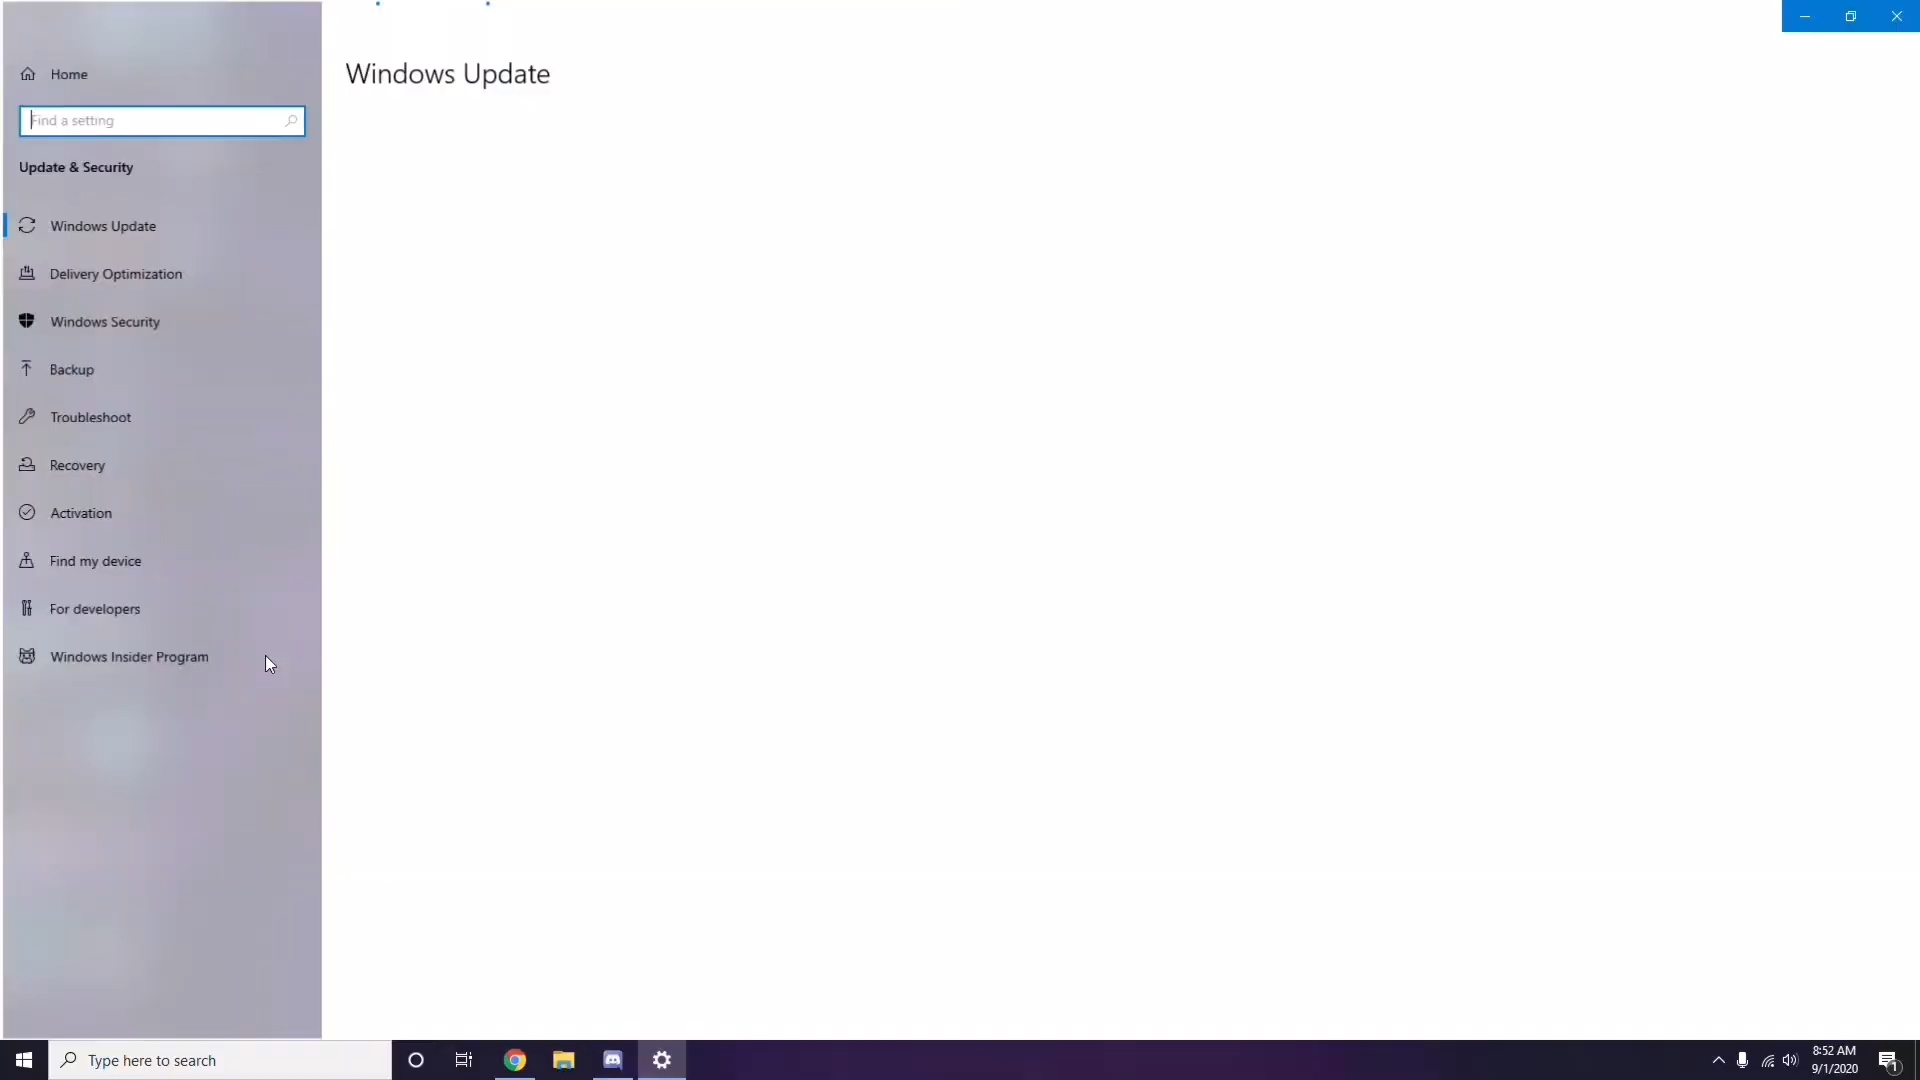 Home
Windows Update
Find a setting
Update & Security
Windows Update
Delivery Optimization
Windows Security
Backup
Troubleshoot
Recovery
Activation
Find my device
For developers
Windows Insider Program
Type here to search
8:52 AM
9/1/2020
1